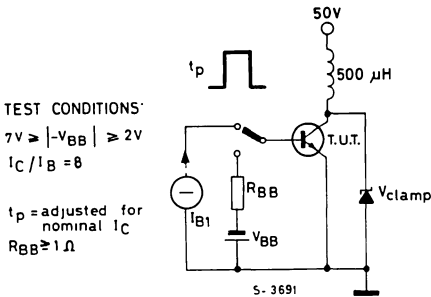 50V
tp
500 μH
TEST CONDITIONS:
7V ≥ |-VBB| ≥ 2V
IC/IB = 8
T.U.T.
tp = adjusted for
nominal IC
RBB ≥ 1 Ω
IB1
RBB
VBB
Vclamp
S-3691